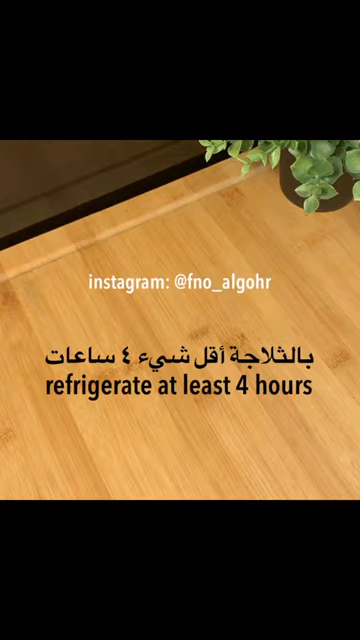 instagram: @fno_algohr
بالثلاجة أقل شيء ٤ ساعات
refrigerate at least 4 hours